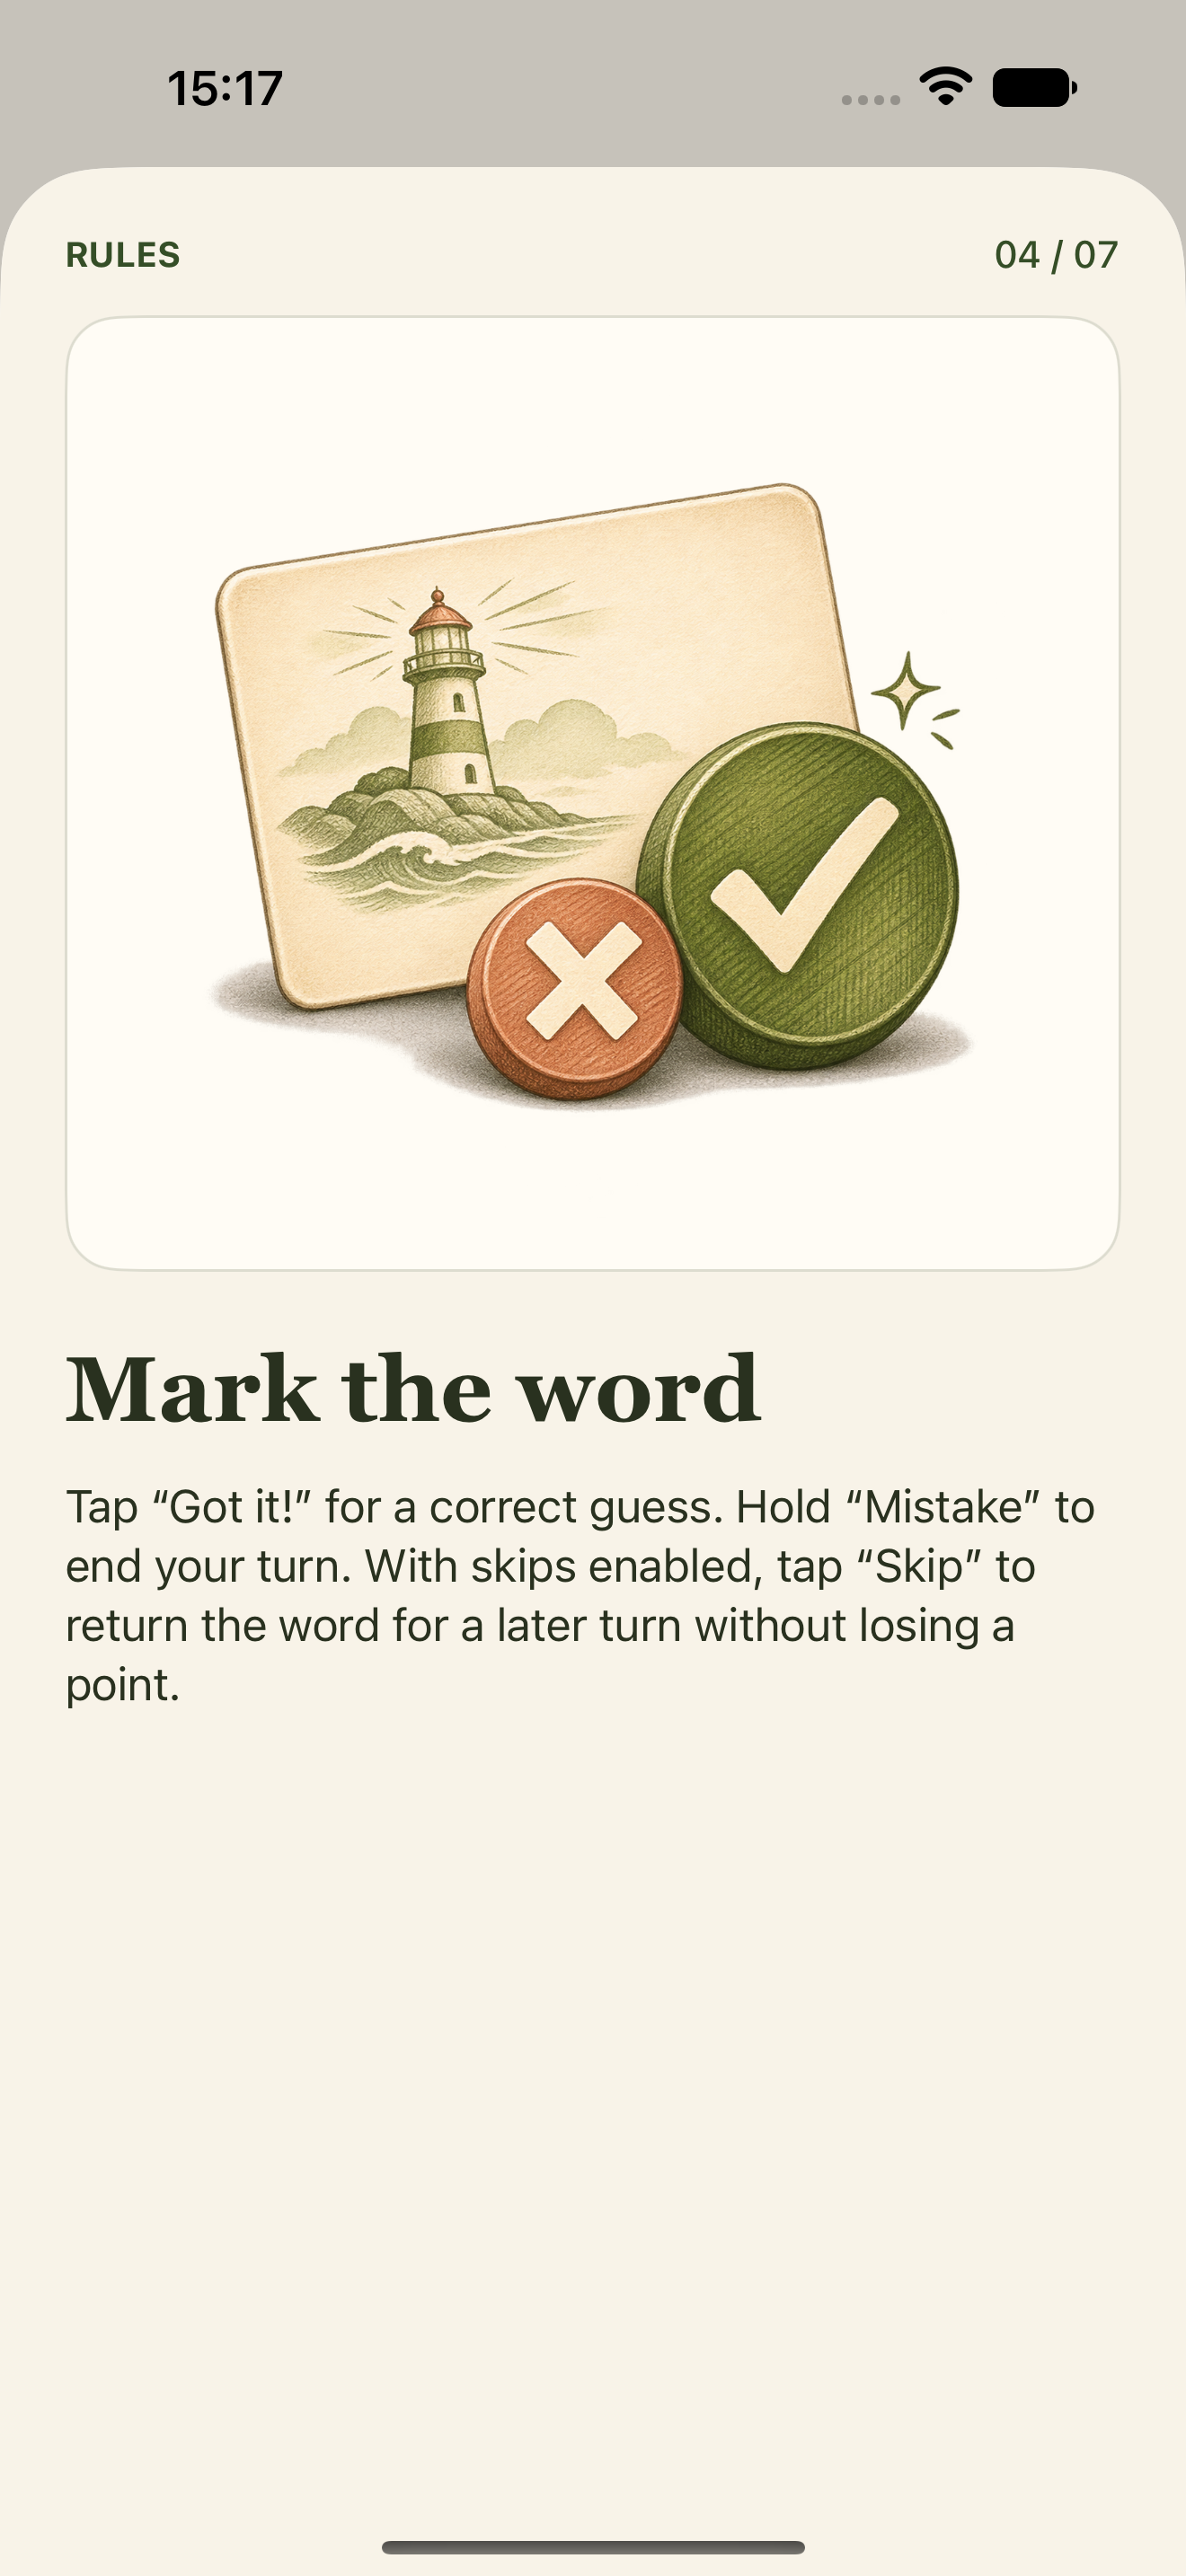 15:17
RULES
04 / 07
Mark the word
Tap “Got it!” for a correct guess. Hold “Mistake” to
end your turn. With skips enabled, tap “Skip” to
return the word for a later turn without losing a
point.